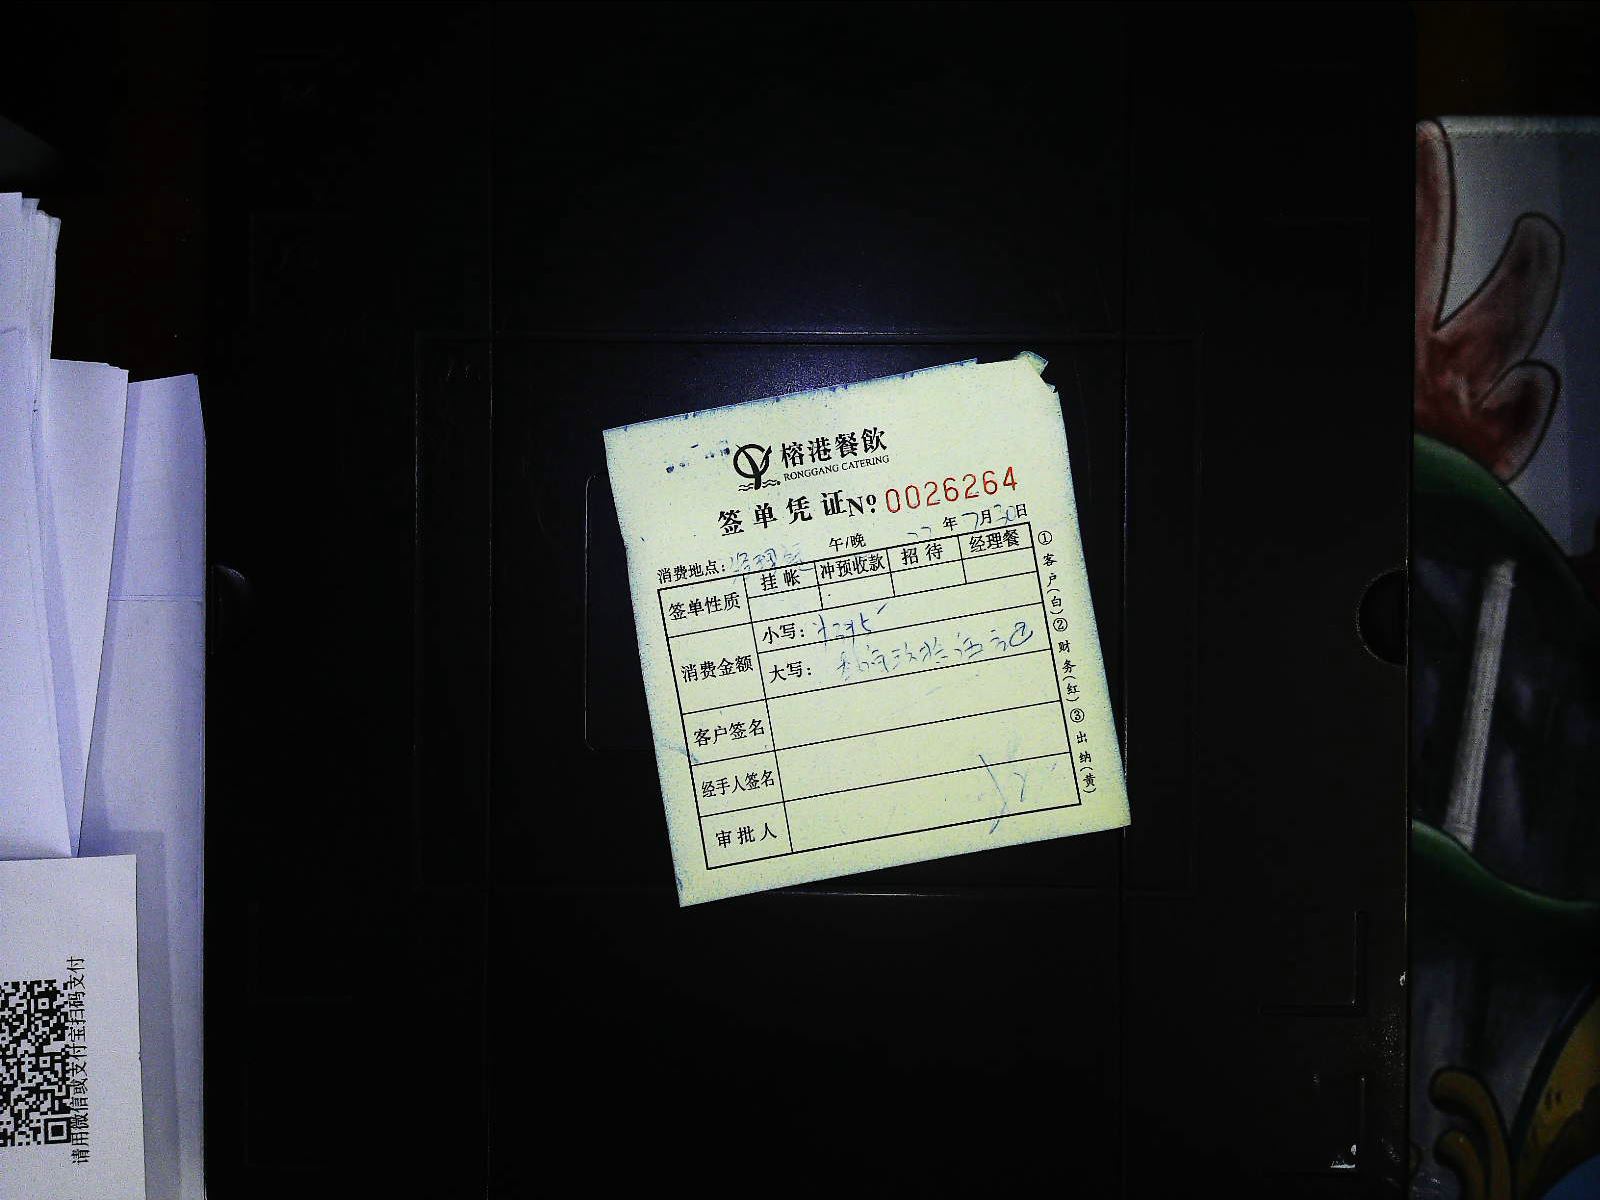 榕港餐飲
RONGGANG CATERING
签单凭证 № 0026264
年7月30日
消费地点： 午/晚
签单性质 挂帐 冲预收款 招待 经理餐
消费金额 小写：
大写：
客户签名
经手人签名
审批人
①客户(白)②财务(红)③出纳(黄)
请用微信或支付宝扫码支付